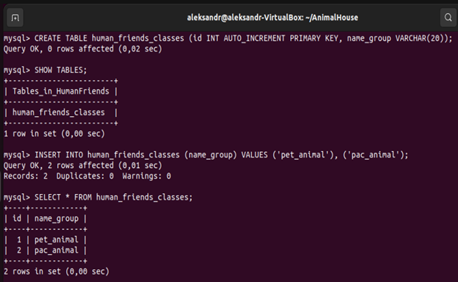 aleksandr@aleksandr-VirtualBox: ~/AnimalHouse
mysql> CREATE TABLE human_friends_classes (id INT AUTO_INCREMENT PRIMARY KEY, name_group VARCHAR(20));
Query OK, 0 rows affected (0,02 sec)
mysql> SHOW TABLES;
+------------------------+
| Tables_in_HumanFriends |
+------------------------+
| human_friends_classes  |
+------------------------+
1 row in set (0,00 sec)
mysql> INSERT INTO human_friends_classes (name_group) VALUES ('pet_animal'), ('pac_animal');
Query OK, 2 rows affected (0,01 sec)
Records: 2  Duplicates: 0  Warnings: 0
mysql> SELECT * FROM human_friends_classes;
+----+------------+
| id | name_group |
+----+------------+
|  1 | pet_animal |
|  2 | pac_animal |
+----+------------+
2 rows in set (0,00 sec)